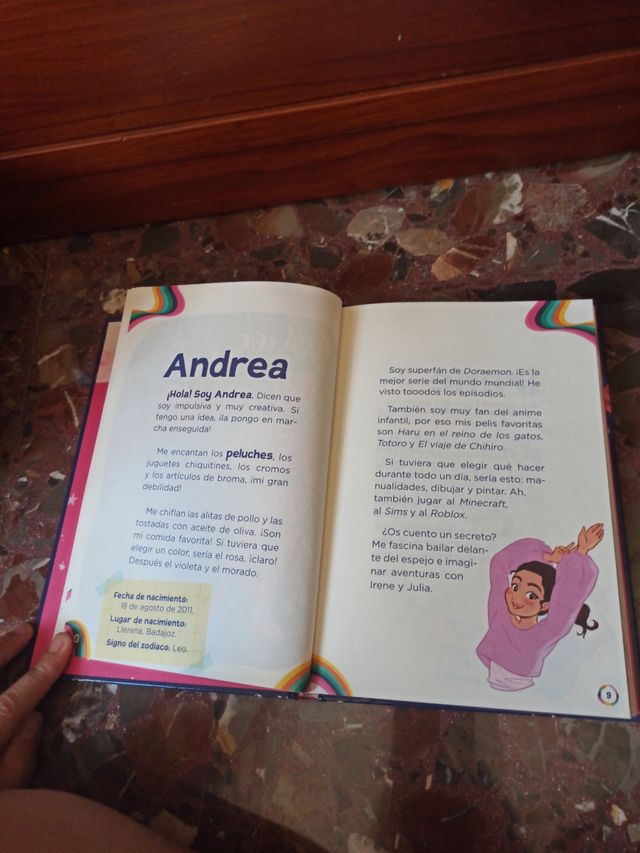 Andrea
¡Hola! Soy Andrea. Dicen que
soy impulsiva y muy creativa. Si
tengo una idea, ¡la pongo en mar-
cha enseguida!
Me encantan los peluches, los
juguetes chiquitines, los cromos
y los artículos de broma, ¡mi gran
debilidad!
Me chiflan las alitas de pollo y las
tostadas con aceite de oliva. ¡Son
mi comida favorita! Si tuviera que
elegir un color, sería el rosa, ¡claro!
Después el violeta y el morado.
Fecha de nacimiento:
18 de agosto de 2011.
Lugar de nacimiento:
Llerena, Badajoz.
Signo del zodiaco: Leo.
Soy superfán de Doraemon. ¡Es la
mejor serie del mundo mundial! He
visto tooodós los episodios.
También soy muy fan del anime
infantil, por eso mis pelis favoritas
son Haru en el reino de los gatos,
Totoro y El viaje de Chihiro.
Si tuviera que elegir qué hacer
durante todo un día, sería esto: ma-
nualidades, dibujar y pintar. Ah,
también jugar al Minecraft,
al Sims y al Roblox.
¿Os cuento un secreto?
Me fascina bailar delan-
te del espejo e imagi-
nar aventuras con
Irene y Julia.
9